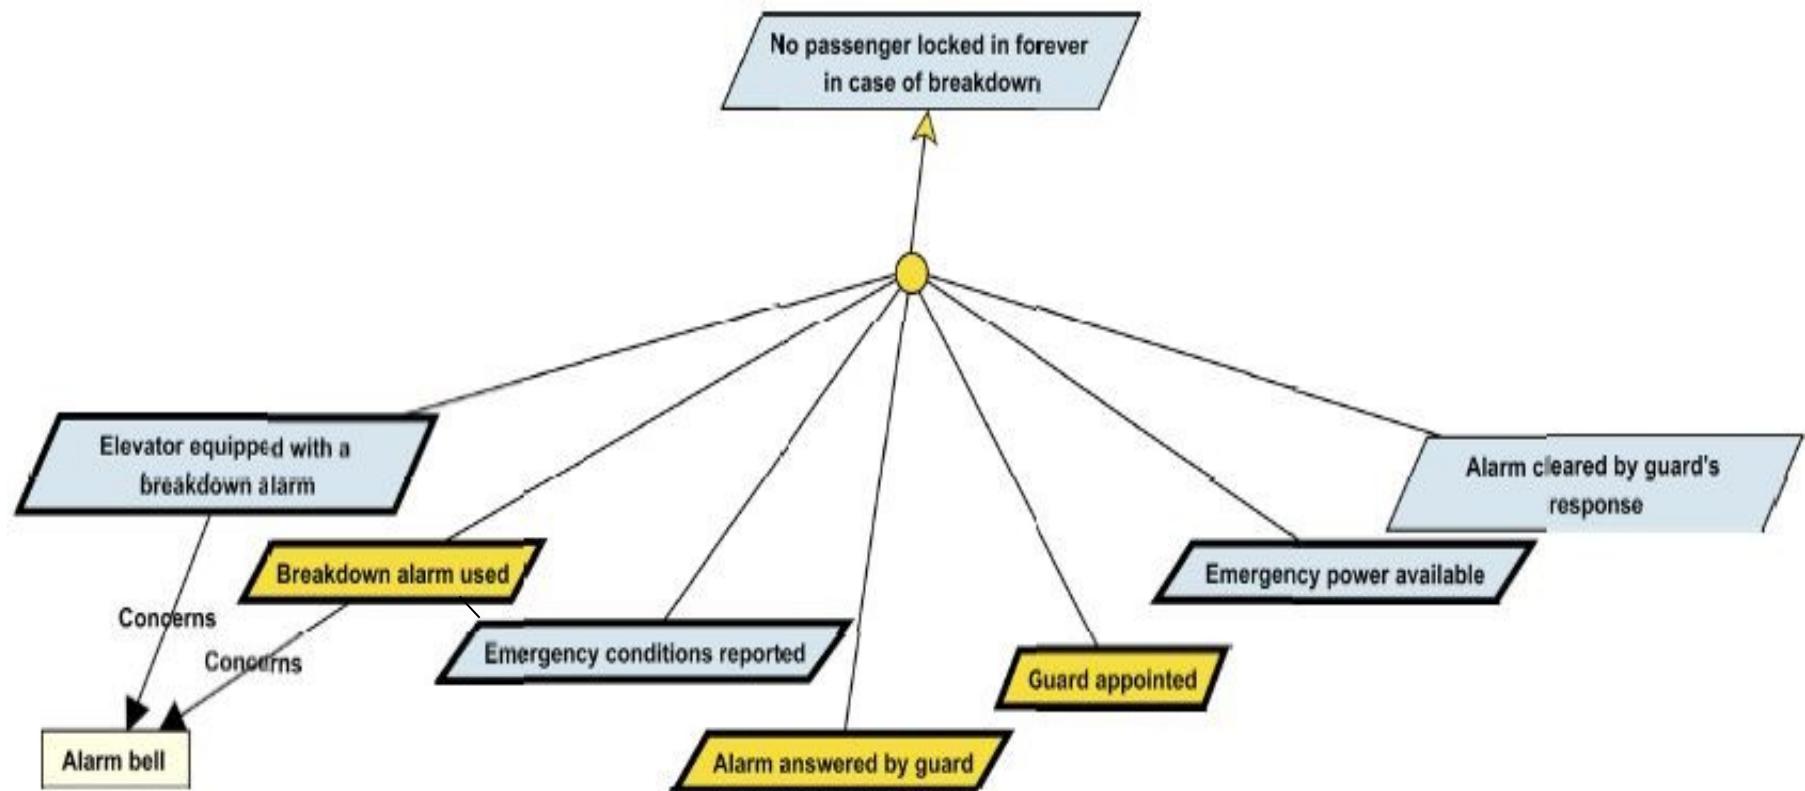 No passenger locked in forever
in case of breakdown
Elevator equipped with a
breakdown alarm
Alarm cleared by guard's
response
Breakdown alarm used
Emergency power available
Concerns
Concerns
Emergency conditions reported
Guard appointed
Alarm bell
Alarm answered by guard